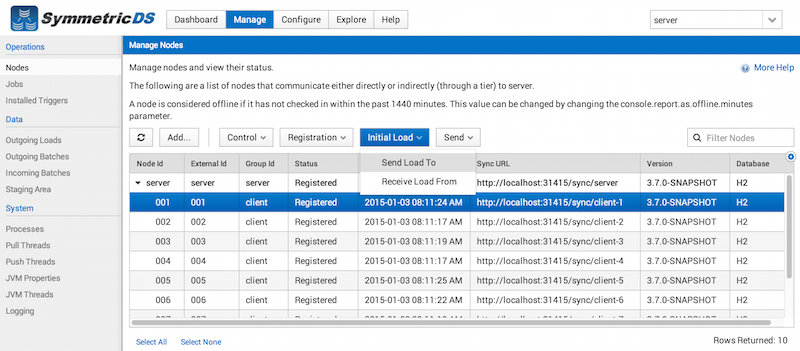 SymmetricDS
Dashboard Manage Configure Explore Help
server
Operations
Nodes
Jobs
Installed Triggers
Data
Outgoing Loads
Outgoing Batches
Incoming Batches
Staging Area
System
Processes
Pull Threads
Push Threads
JVM Properties
JVM Threads
Logging
Manage Nodes
Manage nodes and view their status.
More Help
The following are a list of nodes that communicate either directly or indirectly (through a tier) to server.
A node is considered offline if it has not checked in within the past 1440 minutes. This value can be changed by changing the console.report.as.offline.minutes
parameter.
Add... Control Registration Initial Load Send Filter Nodes
Send Load To
Receive Load From
Node Id External Id Group Id Status Sync URL Version Database
server server server Registered http://localhost:31415/sync/server 3.7.0-SNAPSHOT H2
001 001 client Registered 2015-01-03 08:11:24 AM http://localhost:31415/sync/client-1 3.7.0-SNAPSHOT H2
002 002 client Registered 2015-01-03 08:11:17 AM http://localhost:31415/sync/client-2 3.7.0-SNAPSHOT H2
003 003 client Registered 2015-01-03 08:11:19 AM http://localhost:31415/sync/client-3 3.7.0-SNAPSHOT H2
004 004 client Registered 2015-01-03 08:11:17 AM http://localhost:31415/sync/client-4 3.7.0-SNAPSHOT H2
005 005 client Registered 2015-01-03 08:11:25 AM http://localhost:31415/sync/client-5 3.7.0-SNAPSHOT H2
006 006 client Registered 2015-01-03 08:11:22 AM http://localhost:31415/sync/client-6 3.7.0-SNAPSHOT H2
Select All Select None
Rows Returned: 10